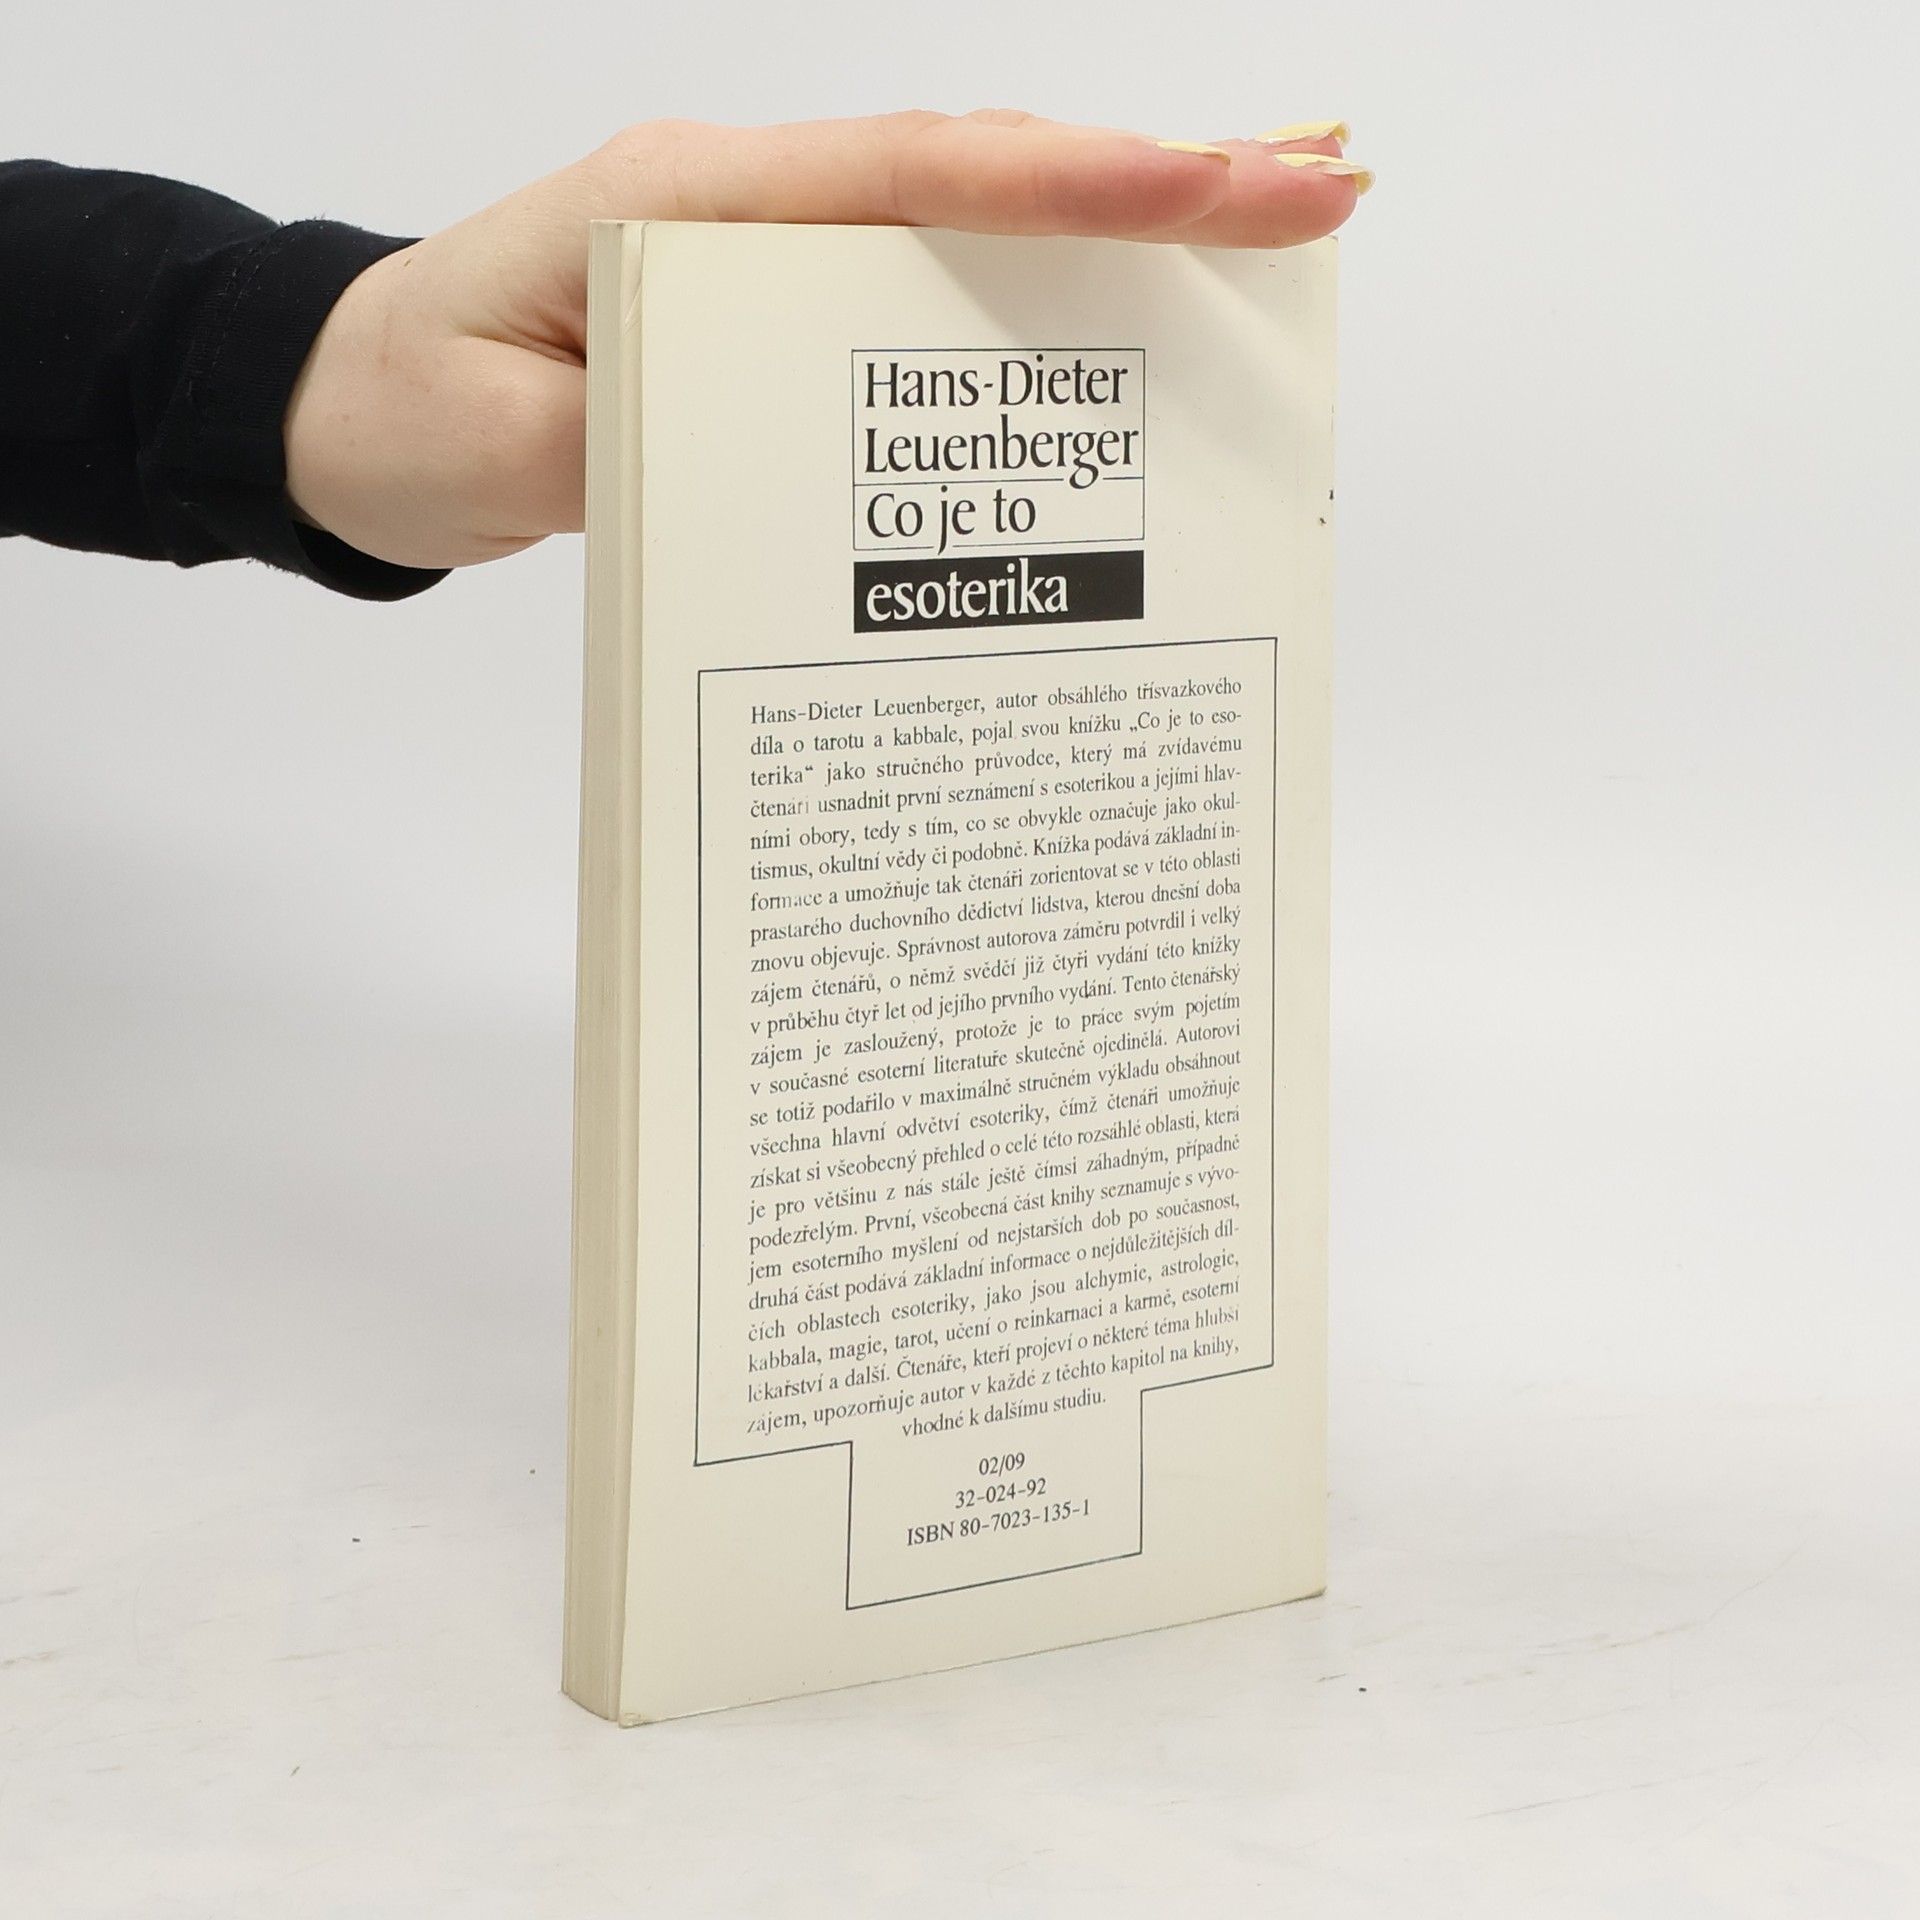 Hans-Dieter
Leuenberger
Co je to
esoterika
Hans-Dieter Leuenberger, autor obsáhlého třísvazkového
díla o tarotu a kabbale, pojal svou knížku „Co je to eso-
terika“ jako stručného průvodce, který má zvídavému
čtenáři usnadnit první seznámení s esoterikou a jejími hlav-
ními obory, tedy s tím, co se obvykle označuje jako okul-
tismus, okultní vědy či podobně. Knížka podává základní in-
formace a umožňuje tak čtenáři zorientovat se v této oblasti
prastarého duchovního dědictví lidstva, kterou dnešní doba
znovu objevuje. Správnost autorova záměru potvrdil i velký
zájem čtenářů, o němž svědčí již čtyři vydání této knížky
v průběhu čtyř let od jejího prvního vydání. Tento čtenářský
zájem je zasloužený, protože je to práce svým pojetím
v současné esoterní literatuře skutečně ojedinělá. Autorovi
se totiž podařilo v maximálně stručném výkladu obsáhnout
všechna hlavní odvětví esoteriky, čímž čtenáři umožňuje
získat si všeobecný přehled o celé této rozsáhlé oblasti, která
je pro většinu z nás stále ještě čímsi záhadným, případně
podezřelým. První, všeobecná část knihy seznamuje s vývo-
jem esoterního myšlení od nejstarších dob po současnost,
druhá část podává základní informace o nejdůležitějších díl-
čích oblastech esoteriky, jako jsou alchymie, astrologie,
kabbala, magie, tarot, učení o reinkarnaci a karmě, esoterní
lékařství a další. Čtenáře, kteří projeví o některé téma hlubší
zájem, upozorňuje autor v každé z těchto kapitol na knihy,
vhodné k dalšímu studiu.
02/09
32-024-92
ISBN 80-7023-135-1